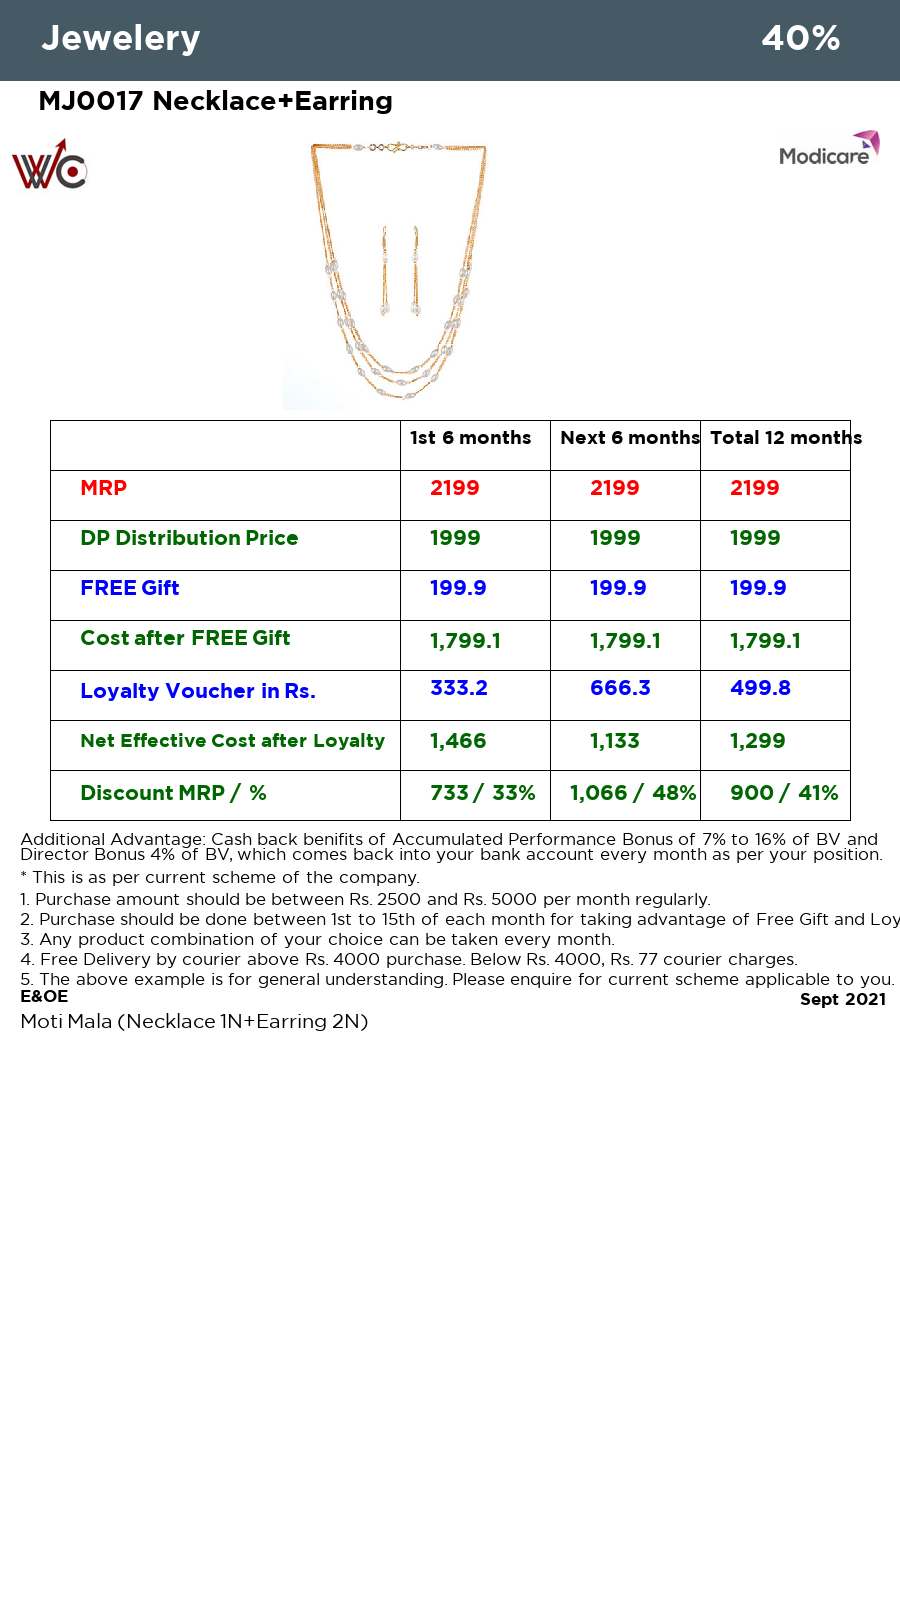 Jewelery 40%
MJ0017 Necklace+Earring
WC
Modicare
1st 6 months Next 6 months Total 12 months
MRP 2199 2199 2199
DP Distribution Price 1999 1999 1999
FREE Gift 199.9 199.9 199.9
Cost after FREE Gift 1,799.1 1,799.1 1,799.1
Loyalty Voucher in Rs. 333.2 666.3 499.8
Net Effective Cost after Loyalty 1,466 1,133 1,299
Discount MRP / % 733 / 33% 1,066 / 48% 900 / 41%
Additional Advantage: Cash back benifits of Accumulated Performance Bonus of 7% to 16% of BV and
Director Bonus 4% of BV, which comes back into your bank account every month as per your position.
* This is as per current scheme of the company.
1. Purchase amount should be between Rs. 2500 and Rs. 5000 per month regularly.
2. Purchase should be done between 1st to 15th of each month for taking advantage of Free Gift and Loy
3. Any product combination of your choice can be taken every month.
4. Free Delivery by courier above Rs. 4000 purchase. Below Rs. 4000, Rs. 77 courier charges.
5. The above example is for general understanding. Please enquire for current scheme applicable to you.
E&OE
Sept 2021
Moti Mala (Necklace 1N+Earring 2N)